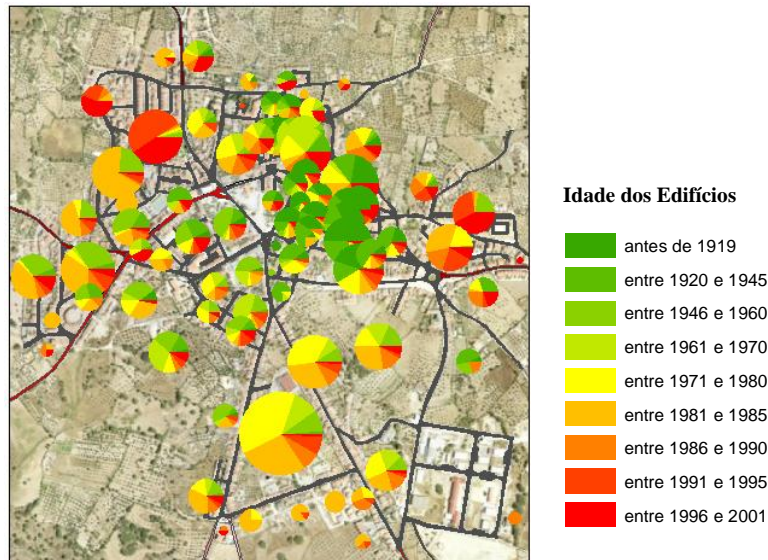 Idade dos Edifícios
antes de 1919
entre 1920 e 1945
entre 1946 e 1960
entre 1961 e 1970
entre 1971 e 1980
entre 1981 e 1985
entre 1986 e 1990
entre 1991 e 1995
entre 1996 e 2001